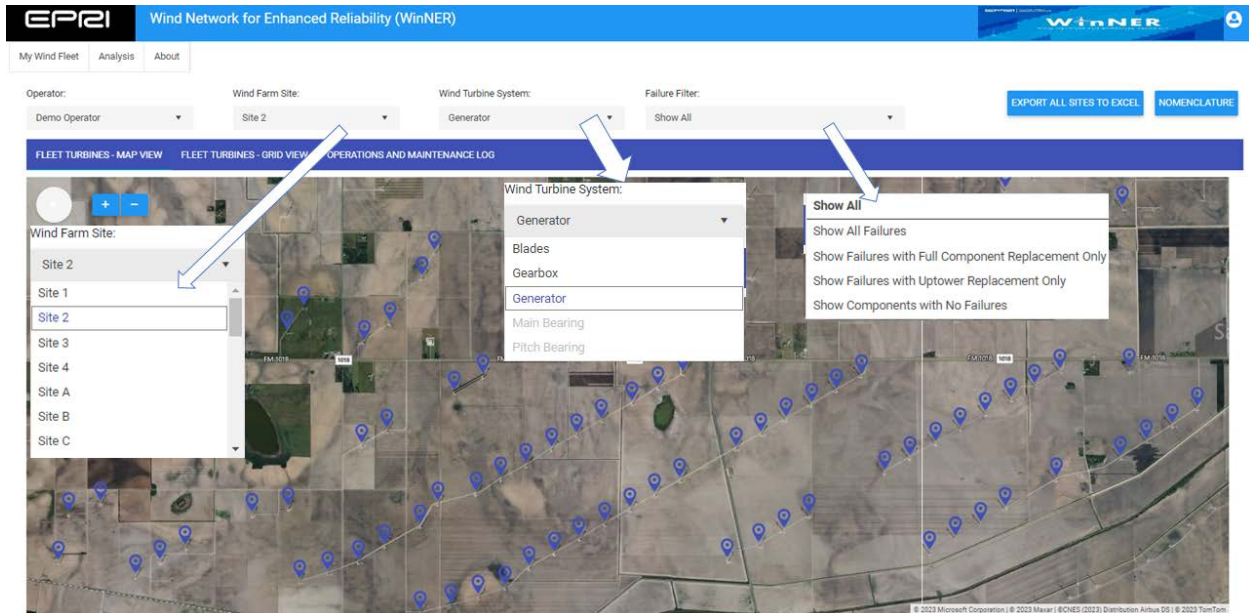 EPRI
Wind Network for Enhanced Reliability (WinNER)
WinNER
My Wind Fleet Analysis About
Operator: Wind Farm Site: Wind Turbine System: Failure Filter:
Demo Operator Site 2 Generator Show All
EXPORT ALL SITES TO EXCEL NOMENCLATURE
FLEET TURBINES - MAP VIEW FLEET TURBINES - GRID VIEW OPERATIONS AND MAINTENANCE LOG
+ -
Wind Farm Site:
Site 2
Site 1
Site 2
Site 3
Site 4
Site A
Site B
Site C
Wind Turbine System:
Generator
Blades
Gearbox
Generator
Main Bearing
Pitch Bearing
Show All
Show All Failures
Show Failures with Full Component Replacement Only
Show Failures with Uptower Replacement Only
Show Components with No Failures
FM-1018 1018 1018 1018 FM-1018 1018 FM-1018
© 2023 Microsoft Corporation | © 2023 Maxar | ©CNES (2023) Distribution Airbus DS | © 2023 TomTom